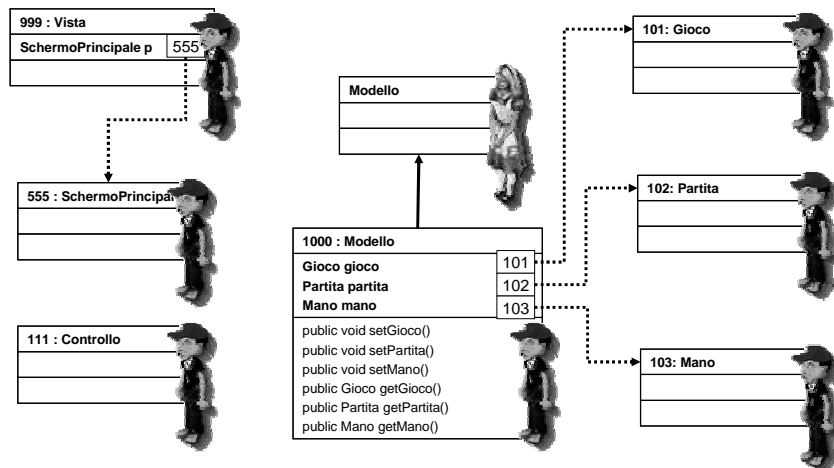 999 : Vista
SchermoPrincipale p 555
555 : SchermoPrincipal
111 : Controllo
Modello
1000 : Modello
Gioco gioco 101
Partita partita 102
Mano mano 103
public void setGioco()
public void setPartita()
public void setMano()
public Gioco getGioco()
public Partita getPartita()
public Mano getMano()
101: Gioco
102: Partita
103: Mano